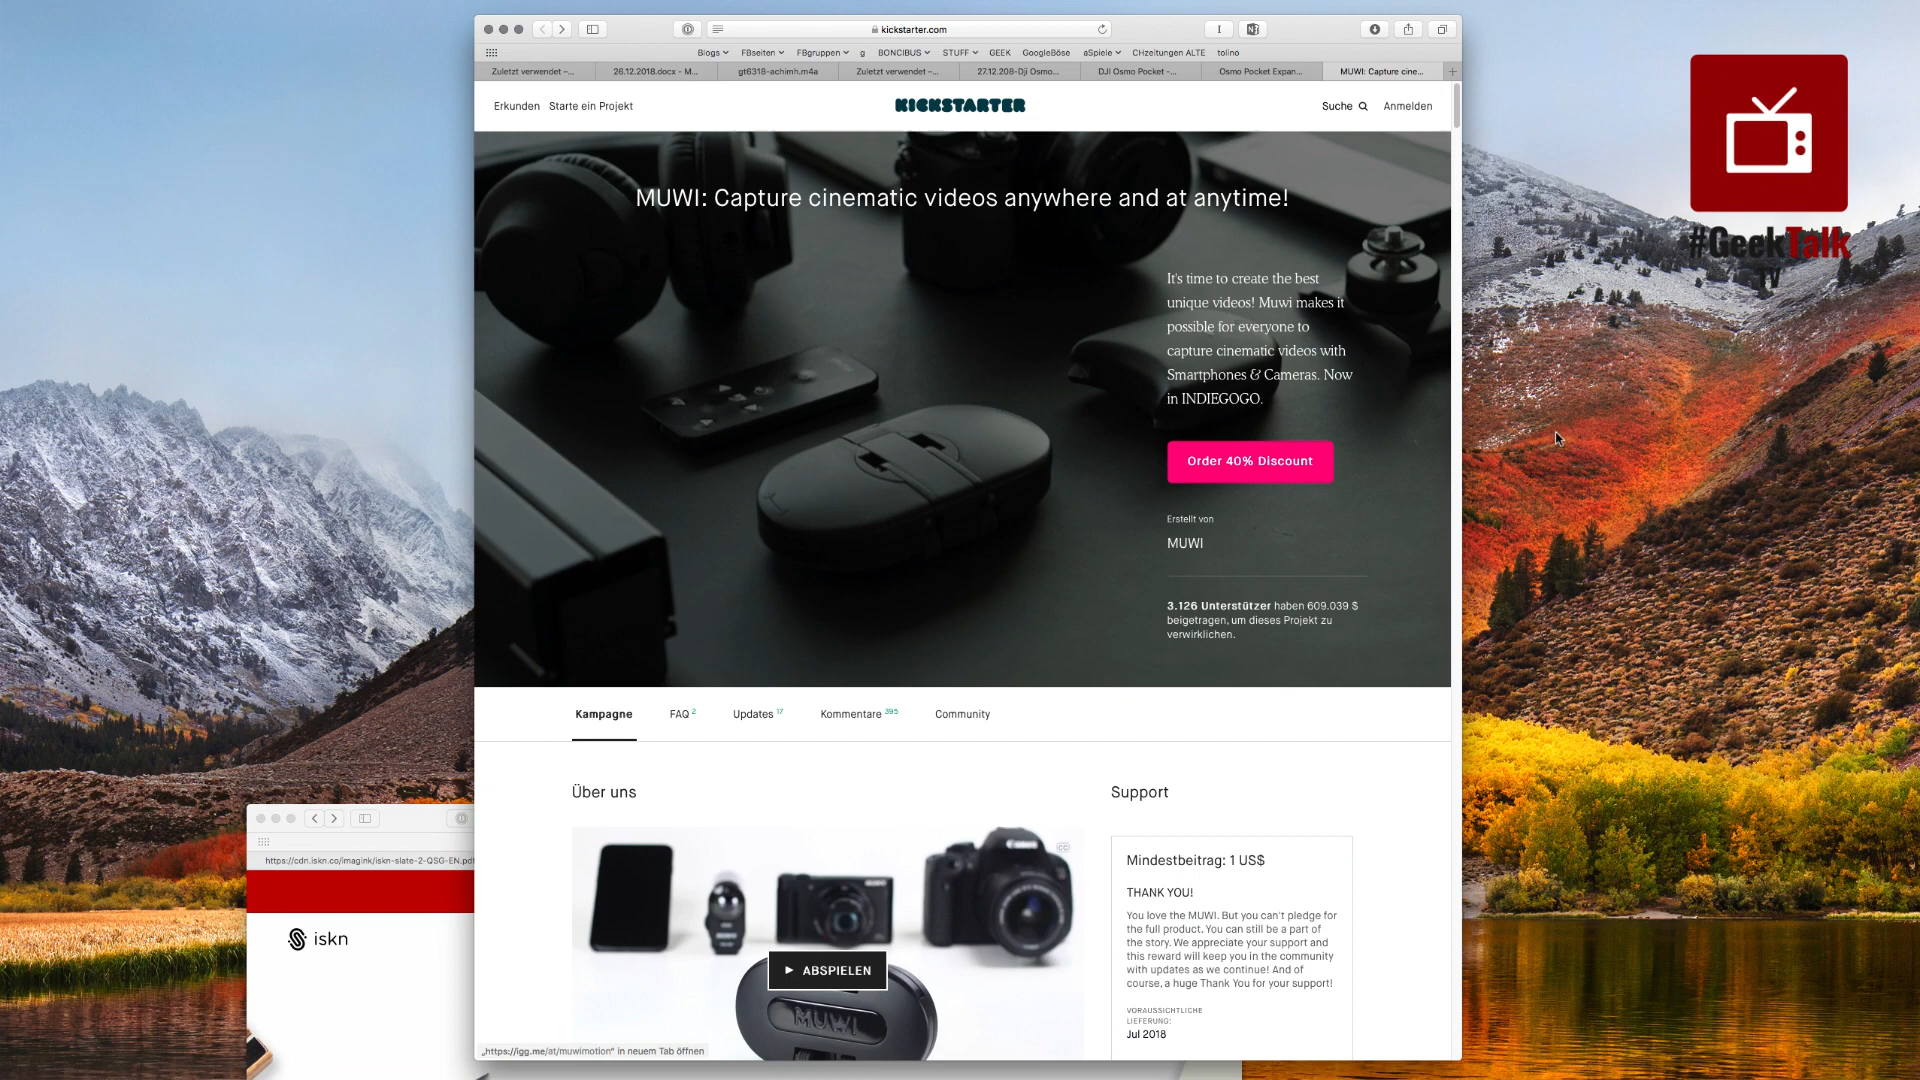 kickstarter.com
Blogs FBseiten FBgruppen g BONCIBUS STUFF GEEK GoogleBöse aSpiele CHzeitungen ALTE tolino
Zuletzt verwendet –... 26.12.2018.docx - M... gt6318-achimh.m4a Zuletzt verwendet –... 27.12.208-Dji Osmo... DJI Osmo Pocket -... Osmo Pocket Expan... MUWI: Capture cine...
Erkunden Starte ein Projekt KICKSTARTER Suche Anmelden
MUWI: Capture cinematic videos anywhere and at anytime!
It's time to create the best
unique videos! Muwi makes it
possible for everyone to
capture cinematic videos with
Smartphones & Cameras. Now
in INDIEGOGO.
Order 40% Discount
Erstellt von
MUWI
3.126 Unterstützer haben 609.039 $
beigetragen, um dieses Projekt zu
verwirklichen.
Kampagne FAQ 2 Updates 17 Kommentare 395 Community
Über uns
Canon
CC
ABSPIELEN
MUWI
Support
Mindestbeitrag: 1 US$
THANK YOU!
You love the MUWI. But you can't pledge for
the full product. You can still be a part of
the story. We appreciate your support and
this reward will keep you in the community
with updates as we continue! And of
course, a huge Thank You for your support!
VORAUSSICHTLICHE
LIEFERUNG:
Jul 2018
„https://igg.me/at/muwimotion“ in neuem Tab öffnen
https://cdn.iskn.co/imagink/iskn-slate-2-QSG-EN.pdf
iskn
#GeekTalk
TV